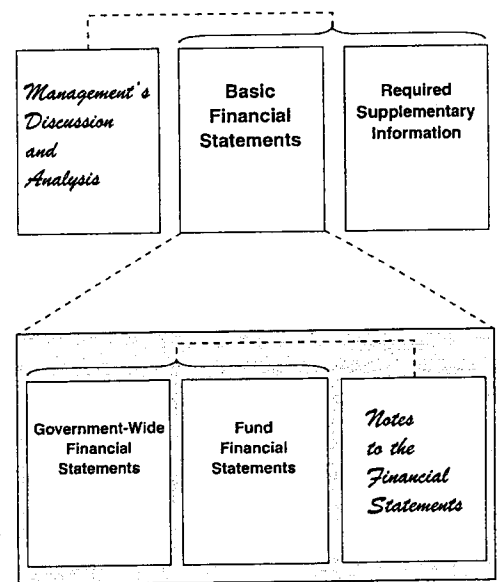 Management's
Discussion
and
Analysis
Basic
Financial
Statements
Required
Supplementary
Information
Government-Wide
Financial
Statements
Fund
Financial
Statements
Notes
to the
Financial
Statements